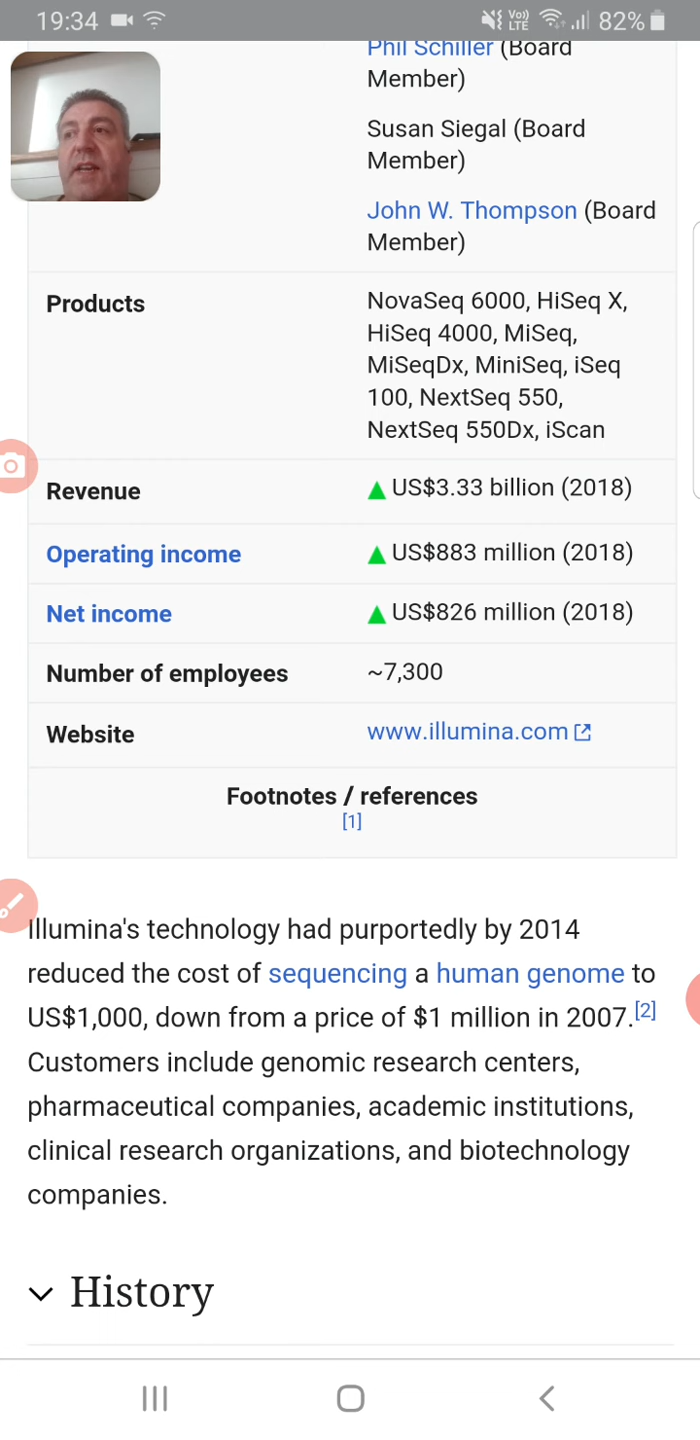 19:34 Vo)) LTE 82%
Phil Schiller (Board
Member)
Susan Siegal (Board
Member)
John W. Thompson (Board
Member)
Products
NovaSeq 6000, HiSeq X,
HiSeq 4000, MiSeq,
MiSeqDx, MiniSeq, iSeq
100, NextSeq 550,
NextSeq 550Dx, iScan
Revenue ▲ US$3.33 billion (2018)
Operating income ▲ US$883 million (2018)
Net income ▲ US$826 million (2018)
Number of employees ~7,300
Website www.illumina.com
Footnotes / references
[1]
Illumina's technology had purportedly by 2014
reduced the cost of sequencing a human genome to
US$1,000, down from a price of $1 million in 2007.[2]
Customers include genomic research centers,
pharmaceutical companies, academic institutions,
clinical research organizations, and biotechnology
companies.
History